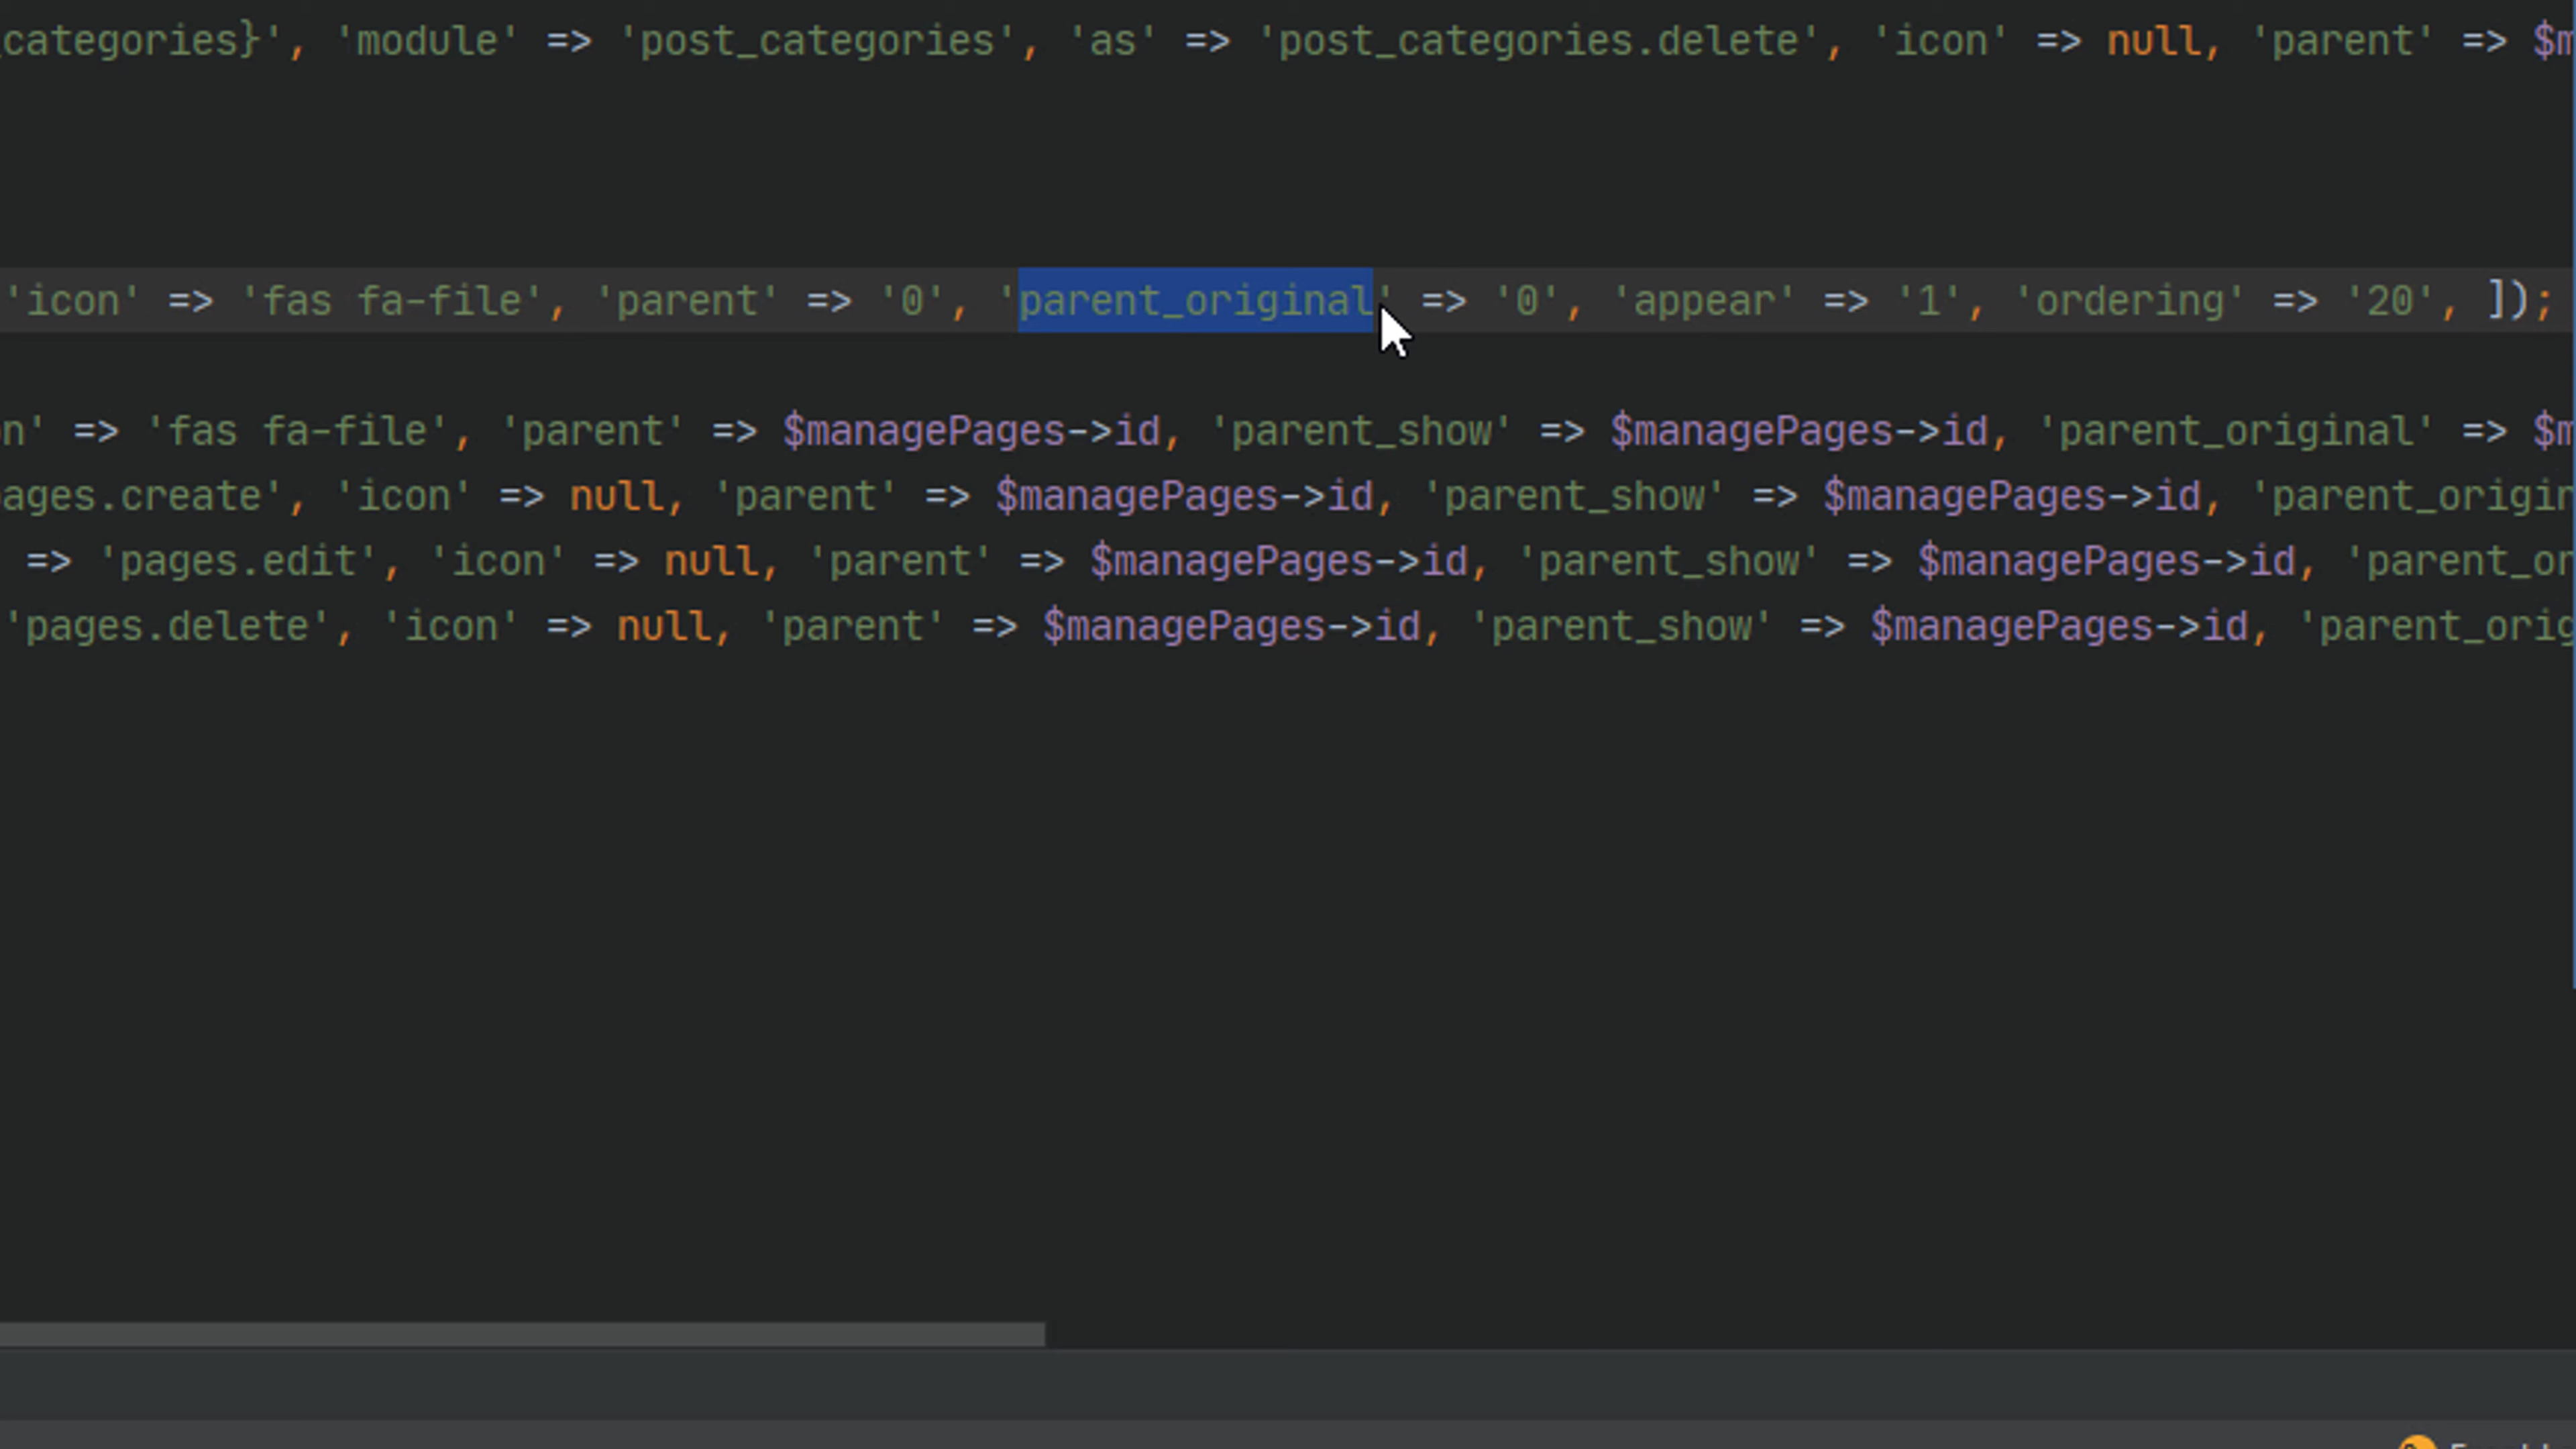 categories}', 'module' => 'post_categories', 'as' => 'post_categories.delete', 'icon' => null, 'parent' => $m
'icon' => 'fas fa-file', 'parent' => '0', 'parent_original' => '0', 'appear' => '1', 'ordering' => '20', ]);
n' => 'fas fa-file', 'parent' => $managePages->id, 'parent_show' => $managePages->id, 'parent_original' => $m
ages.create', 'icon' => null, 'parent' => $managePages->id, 'parent_show' => $managePages->id, 'parent_origin
=> 'pages.edit', 'icon' => null, 'parent' => $managePages->id, 'parent_show' => $managePages->id, 'parent_or
'pages.delete', 'icon' => null, 'parent' => $managePages->id, 'parent_show' => $managePages->id, 'parent_orig